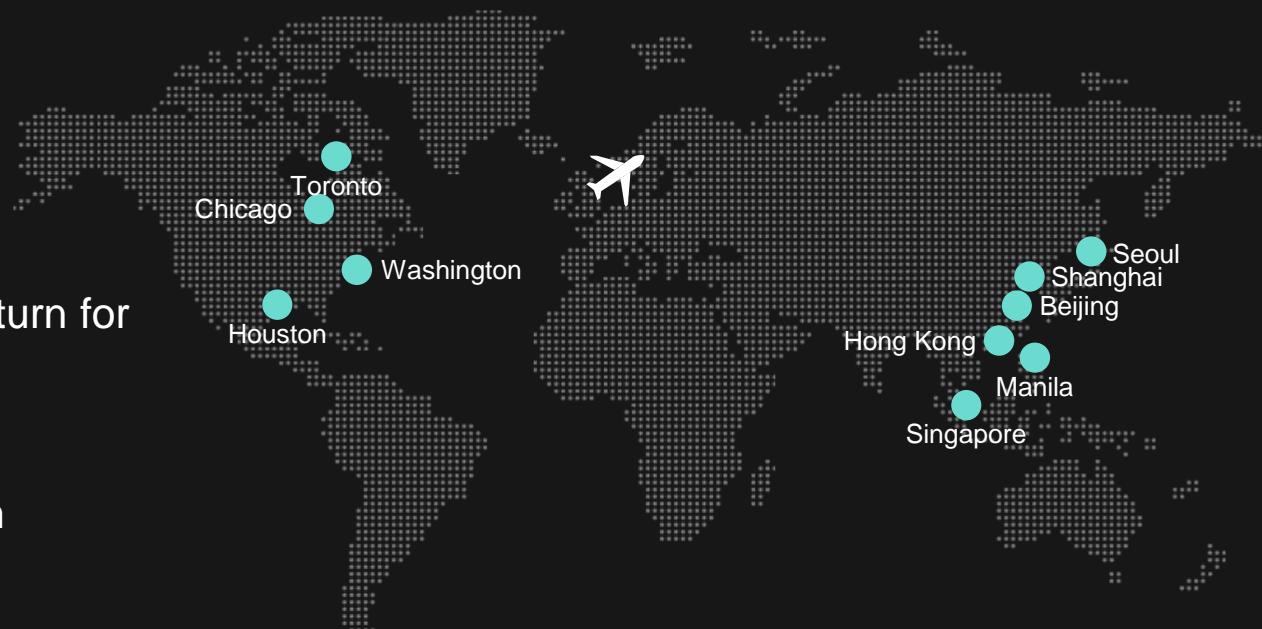 Toronto
Chicago
Washington
Houston
turn for
Seoul
Shanghai
Beijing
Hong Kong
Manila
Singapore